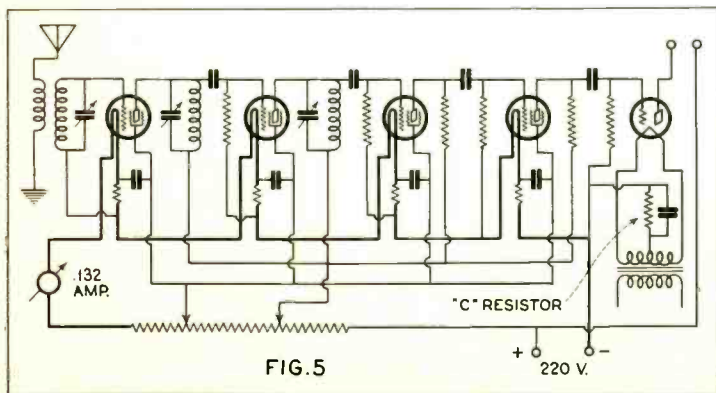 .132
AMP.
"C" RESISTOR
+
-
220 V.
FIG.5